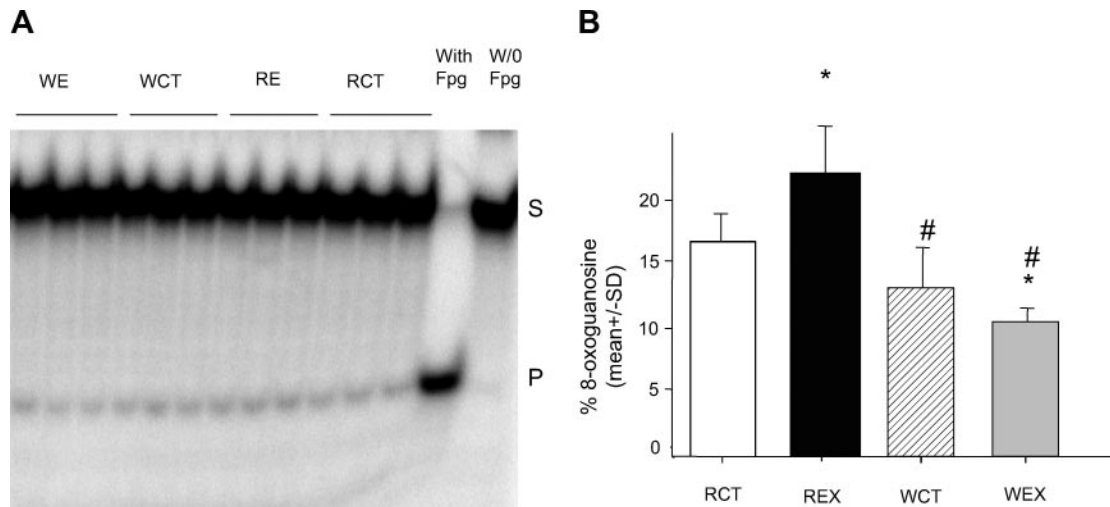 A
WE
WCT
RE
RCT
With
Fpg
W/0
Fpg
S
P
B
*
#
#
*
% 8-oxoguanosine
(mean+/-SD)
20
15
10
5
0
RCT
REX
WCT
WEX